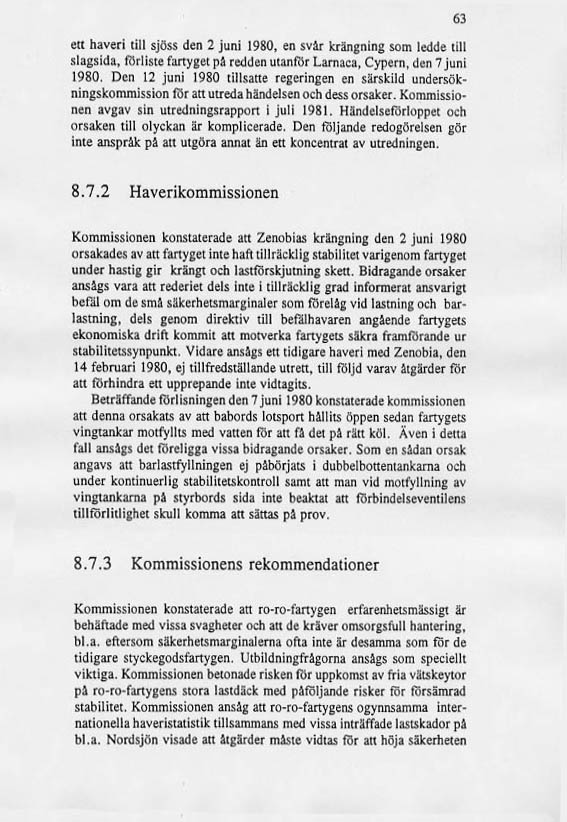 63
ett haveri till sjöss den 2 juni 1980, en svår krängning som ledde till
slagsida, förliste fartyget på redden utanför Larnaca, Cypern, den 7 juni
1980. Den 12 juni 1980 tillsatte regeringen en särskild undersök-
ningskommission för att utreda händelsen och dess orsaker. Kommissio-
nen avgav sin utredningsrapport i juli 1981. Händelseförloppet och
orsaken till olyckan är komplicerade. Den följande redogörelsen gör
inte anspråk på att utgöra annat än ett koncentrat av utredningen.
8.7.2 Haverikommissionen
Kommissionen konstaterade att Zenobias krängning den 2 juni 1980
orsakades av att fartyget inte haft tillräcklig stabilitet varigenom fartyget
under hastig gir krängt och lastförskjutning skett. Bidragande orsaker
ansågs vara att rederiet dels inte i tillräcklig grad informerat ansvarigt
befäl om de små säkerhetsmarginaler som förelåg vid lastning och bar-
lastning, dels genom direktiv till befälhavaren angående fartygets
ekonomiska drift kommit att motverka fartygets säkra framförande ur
stabilitetssynpunkt. Vidare ansågs ett tidigare haveri med Zenobia, den
14 februari 1980, ej tillfredställande utrett, till följd varav åtgärder för
att förhindra ett upprepande inte vidtagits.
Beträffande förlisningen den 7 juni 1980 konstaterade kommissionen
att denna orsakats av att babords lotsport hållits öppen sedan fartygets
vingtankar motfyllts med vatten för att få det på rätt köl. Även i detta
fall ansågs det föreligga vissa bidragande orsaker. Som en sådan orsak
angavs att barlastfyllningen ej påbörjats i dubbelbottentankarna och
under kontinuerlig stabilitetskontroll samt att man vid motfyllning av
vingtankarna på styrbords sida inte beaktat att förbindelseventilens
tillförlitlighet skull komma att sättas på prov.
8.7.3 Kommissionens rekommendationer
Kommissionen konstaterade att ro-ro-fartygen erfarenhetsmässigt är
behäftade med vissa svagheter och att de kräver omsorgsfull hantering,
bl.a. eftersom säkerhetsmarginalerna ofta inte är desamma som för de
tidigare styckegodsfartygen. Utbildningfrågorna ansågs som speciellt
viktiga. Kommissionen betonade risken för uppkomst av fria vätskeytor
på ro-ro-fartygens stora lastdäck med påföljande risker för försämrad
stabilitet. Kommissionen ansåg att ro-ro-fartygens ogynnsamma inter-
nationella haveristatistik tillsammans med vissa inträffade lastskador på
bl.a. Nordsjön visade att åtgärder måste vidtas för att höja säkerheten